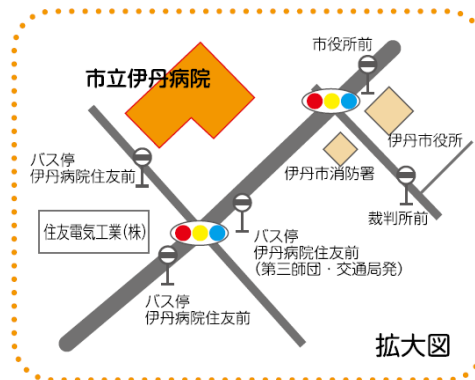 市役所前
市立伊丹病院
伊丹市役所
バス停
伊丹病院住友前
伊丹市消防署
裁判所前
住友電気工業(株)
バス停
伊丹病院住友前
(第三師団・交通局発)
バス停
伊丹病院住友前
拡大図